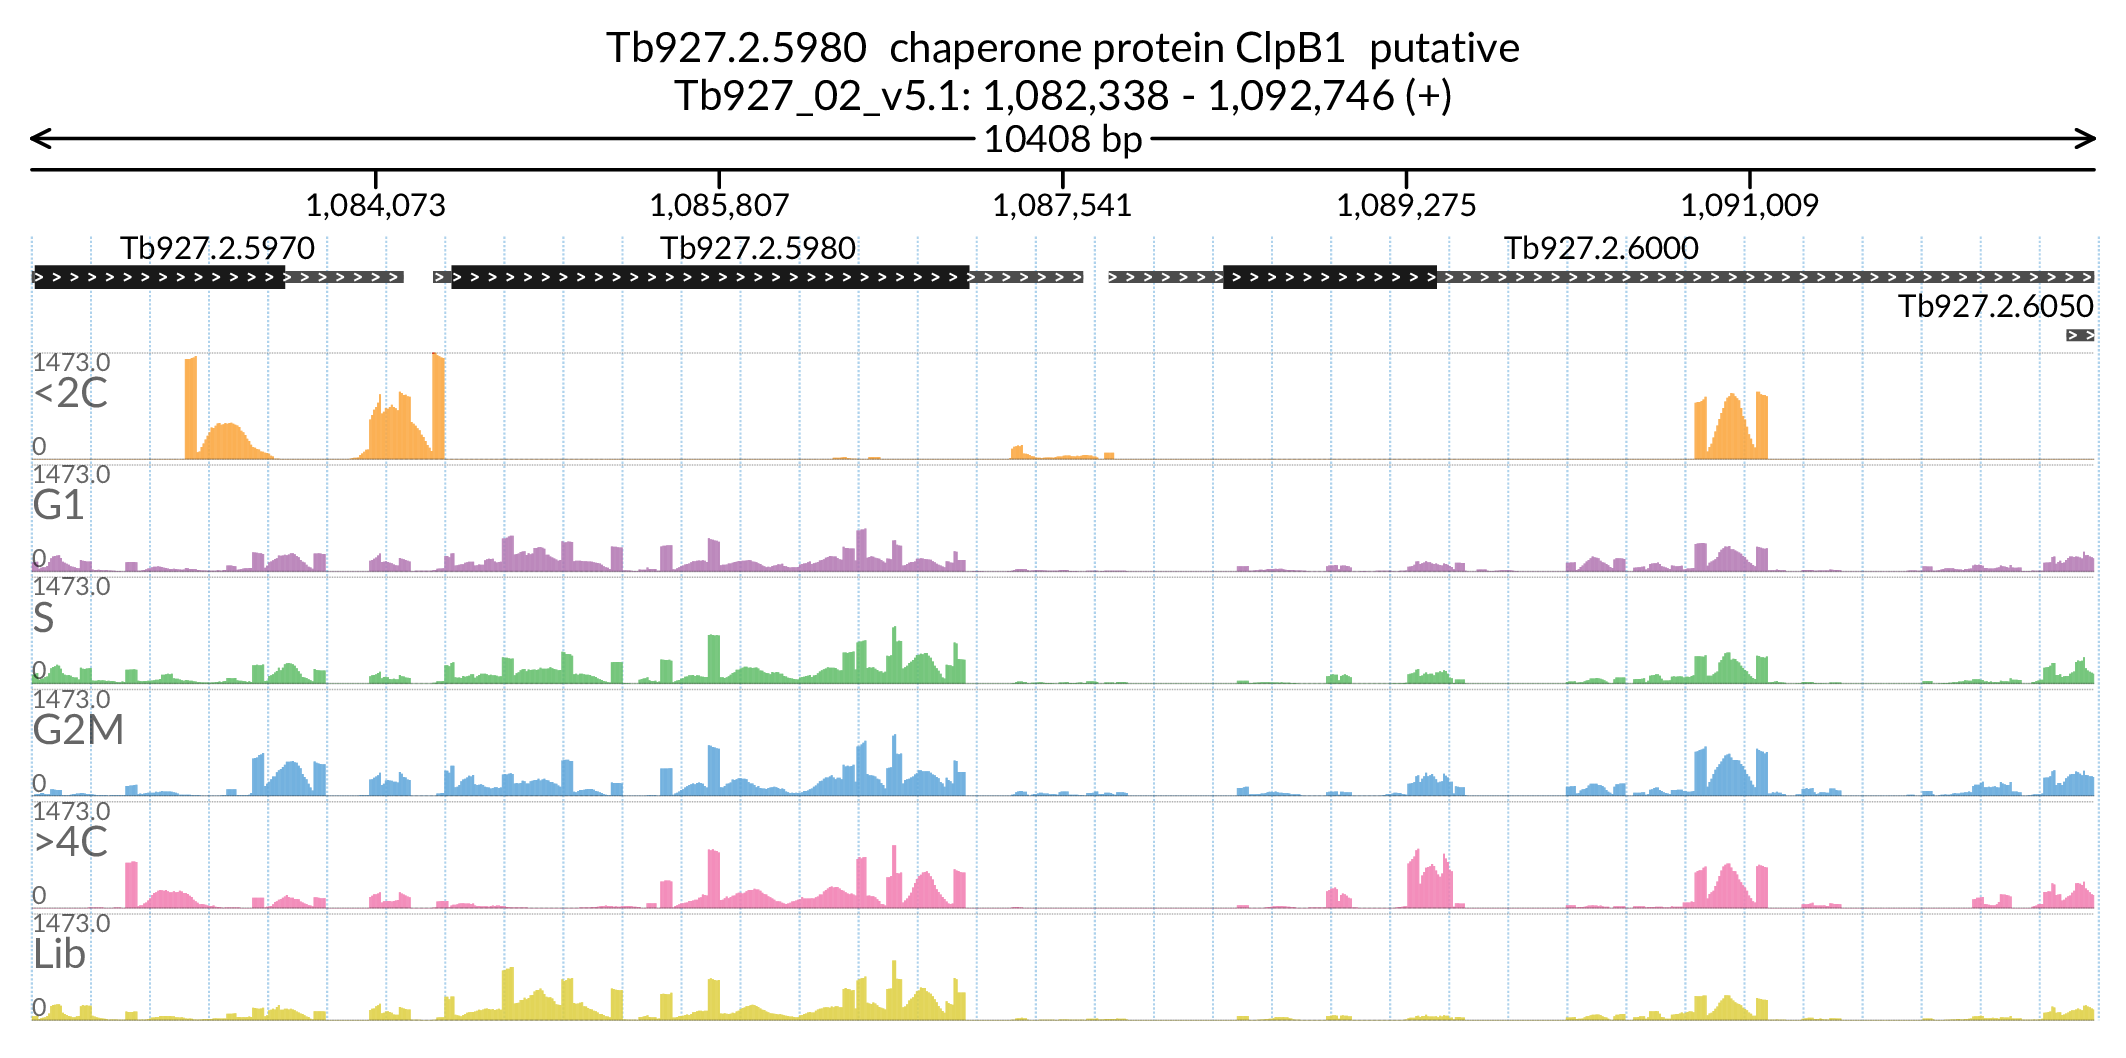 Tb927.2.5980  chaperone protein ClpB1  putative
Tb927_02_v5.1: 1,082,338 - 1,092,746 (+)
10408 bp
1,084,073 1,085,807 1,087,541 1,089,275 1,091,009
Tb927.2.5970 Tb927.2.5980 Tb927.2.6000
Tb927.2.6050
1473.0
<2C
0
1473.0
G1
0
1473.0
S
0
1473.0
G2M
0
1473.0
>4C
0
1473.0
Lib
0